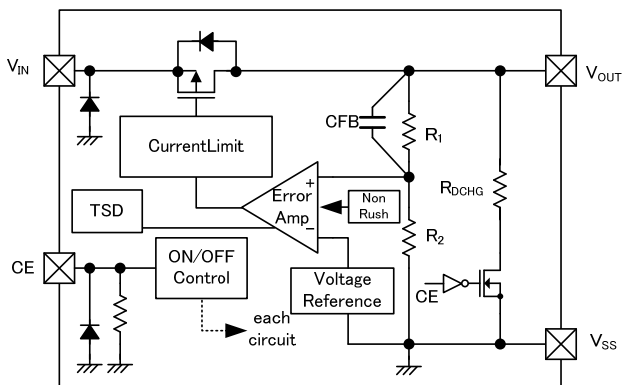 VIN
VOUT
CFB
R1
CurrentLimit
RDCHG
+
Error
Amp
−
Non
Rush
TSD
R2
CE
ON/OFF
Control
Voltage
Reference
CE
each
circuit
VSS